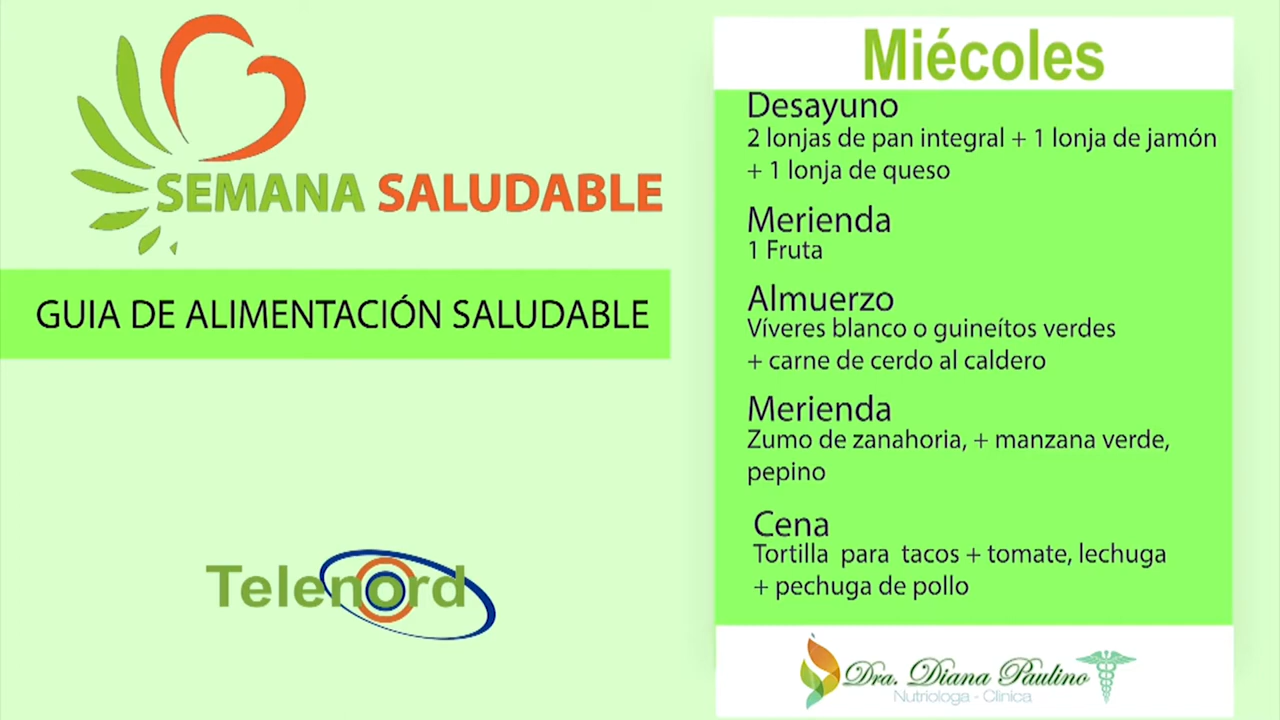 SEMANA SALUDABLE
GUIA DE ALIMENTACIÓN SALUDABLE
Telenord
Miécoles
Desayuno
2 lonjas de pan integral + 1 lonja de jamón
+ 1 lonja de queso
Merienda
1 Fruta
Almuerzo
Víveres blanco o guineítos verdes
+ carne de cerdo al caldero
Merienda
Zumo de zanahoria, + manzana verde,
pepino
Cena
Tortilla para tacos + tomate, lechuga
+ pechuga de pollo
Dra. Diana Paulino
Nutriologa - Clinica